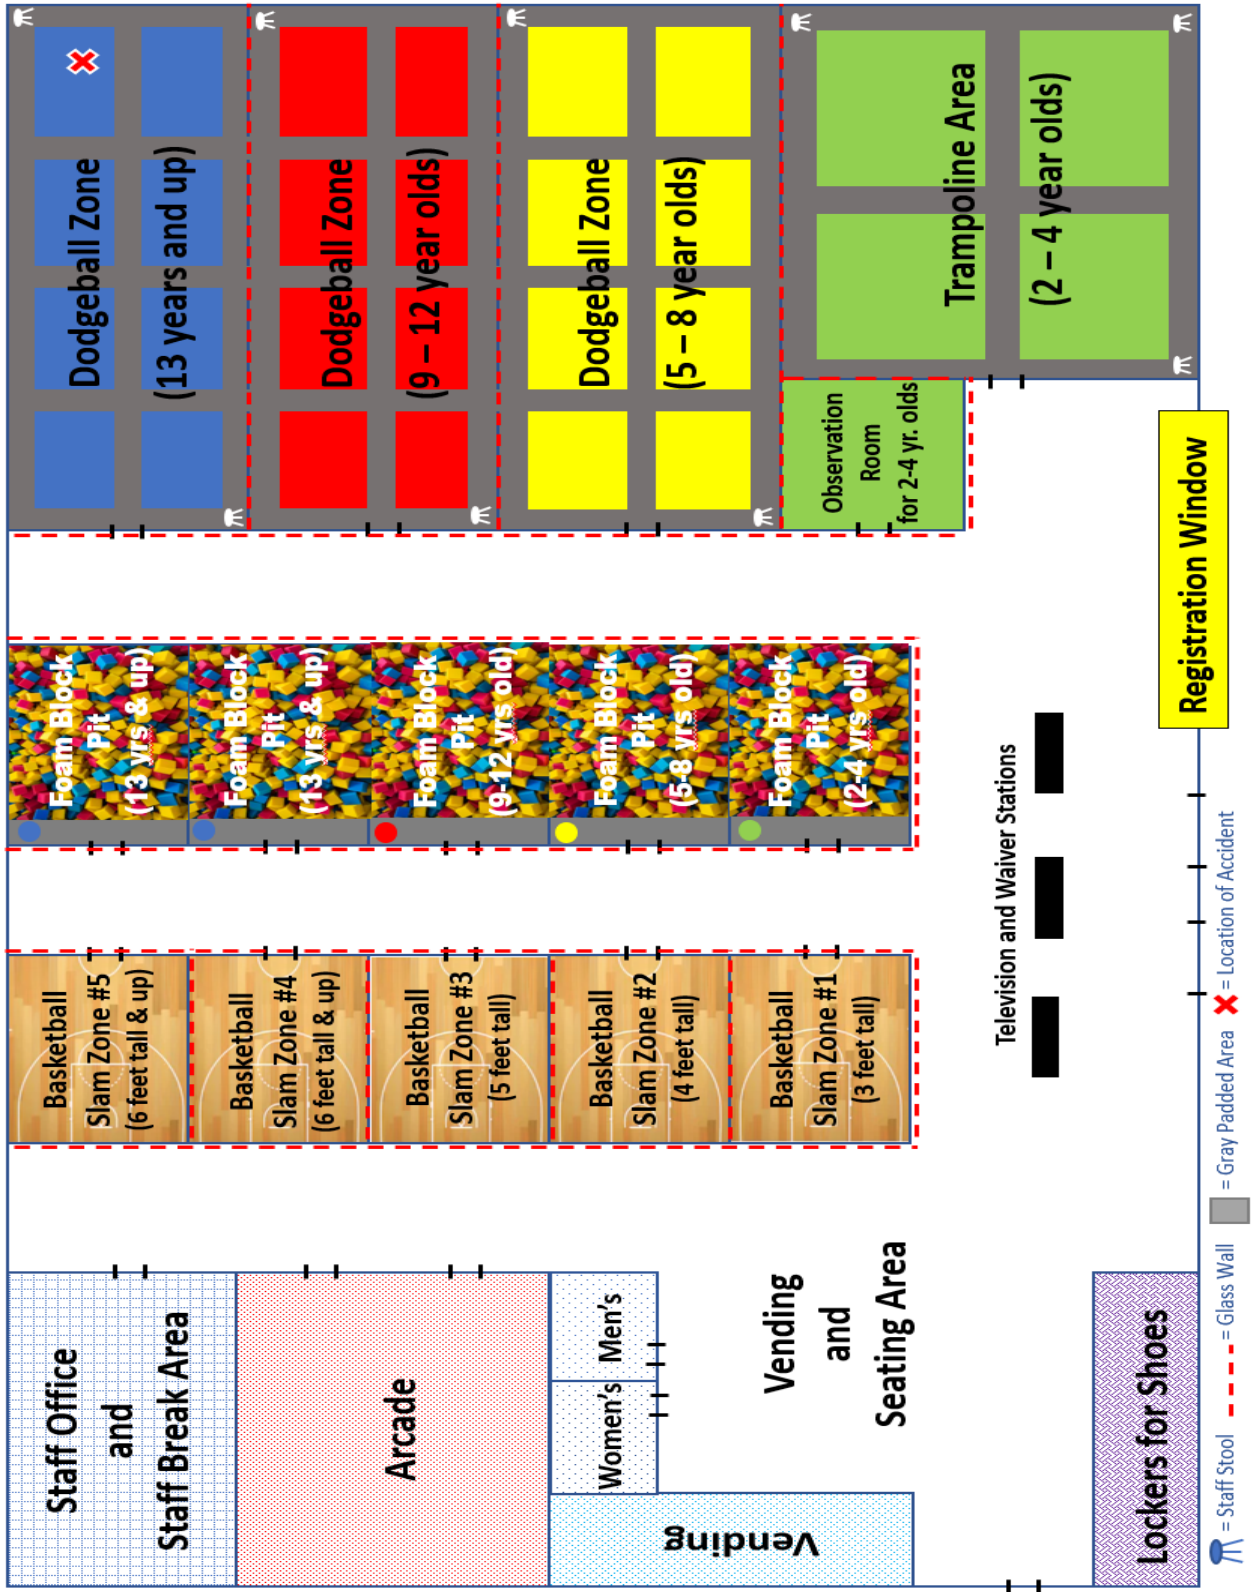 Staff Office
and
Staff Break Area
Arcade
Women's
Men's
Vending
Vending
and
Seating Area
Lockers for Shoes
Basketball
Slam Zone #5
(6 feet tall & up)
Basketball
Slam Zone #4
(6 feet tall & up)
Basketball
Slam Zone #3
(5 feet tall)
Basketball
Slam Zone #2
(4 feet tall)
Basketball
Slam Zone #1
(3 feet tall)
Foam Block
Pit
(13 yrs & up)
Foam Block
Pit
(13 yrs & up)
Foam Block
Pit
(9-12 yrs old)
Foam Block
Pit
(5-8 yrs old)
Foam Block
Pit
(2-4 yrs old)
Television and Waiver Stations
Registration Window
Dodgeball Zone
(13 years and up)
Dodgeball Zone
(9 – 12 year olds)
Dodgeball Zone
(5 – 8 year olds)
Observation
Room
for 2-4 yr. olds
Trampoline Area
(2 – 4 year olds)
= Staff Stool
= Glass Wall
= Gray Padded Area
= Location of Accident